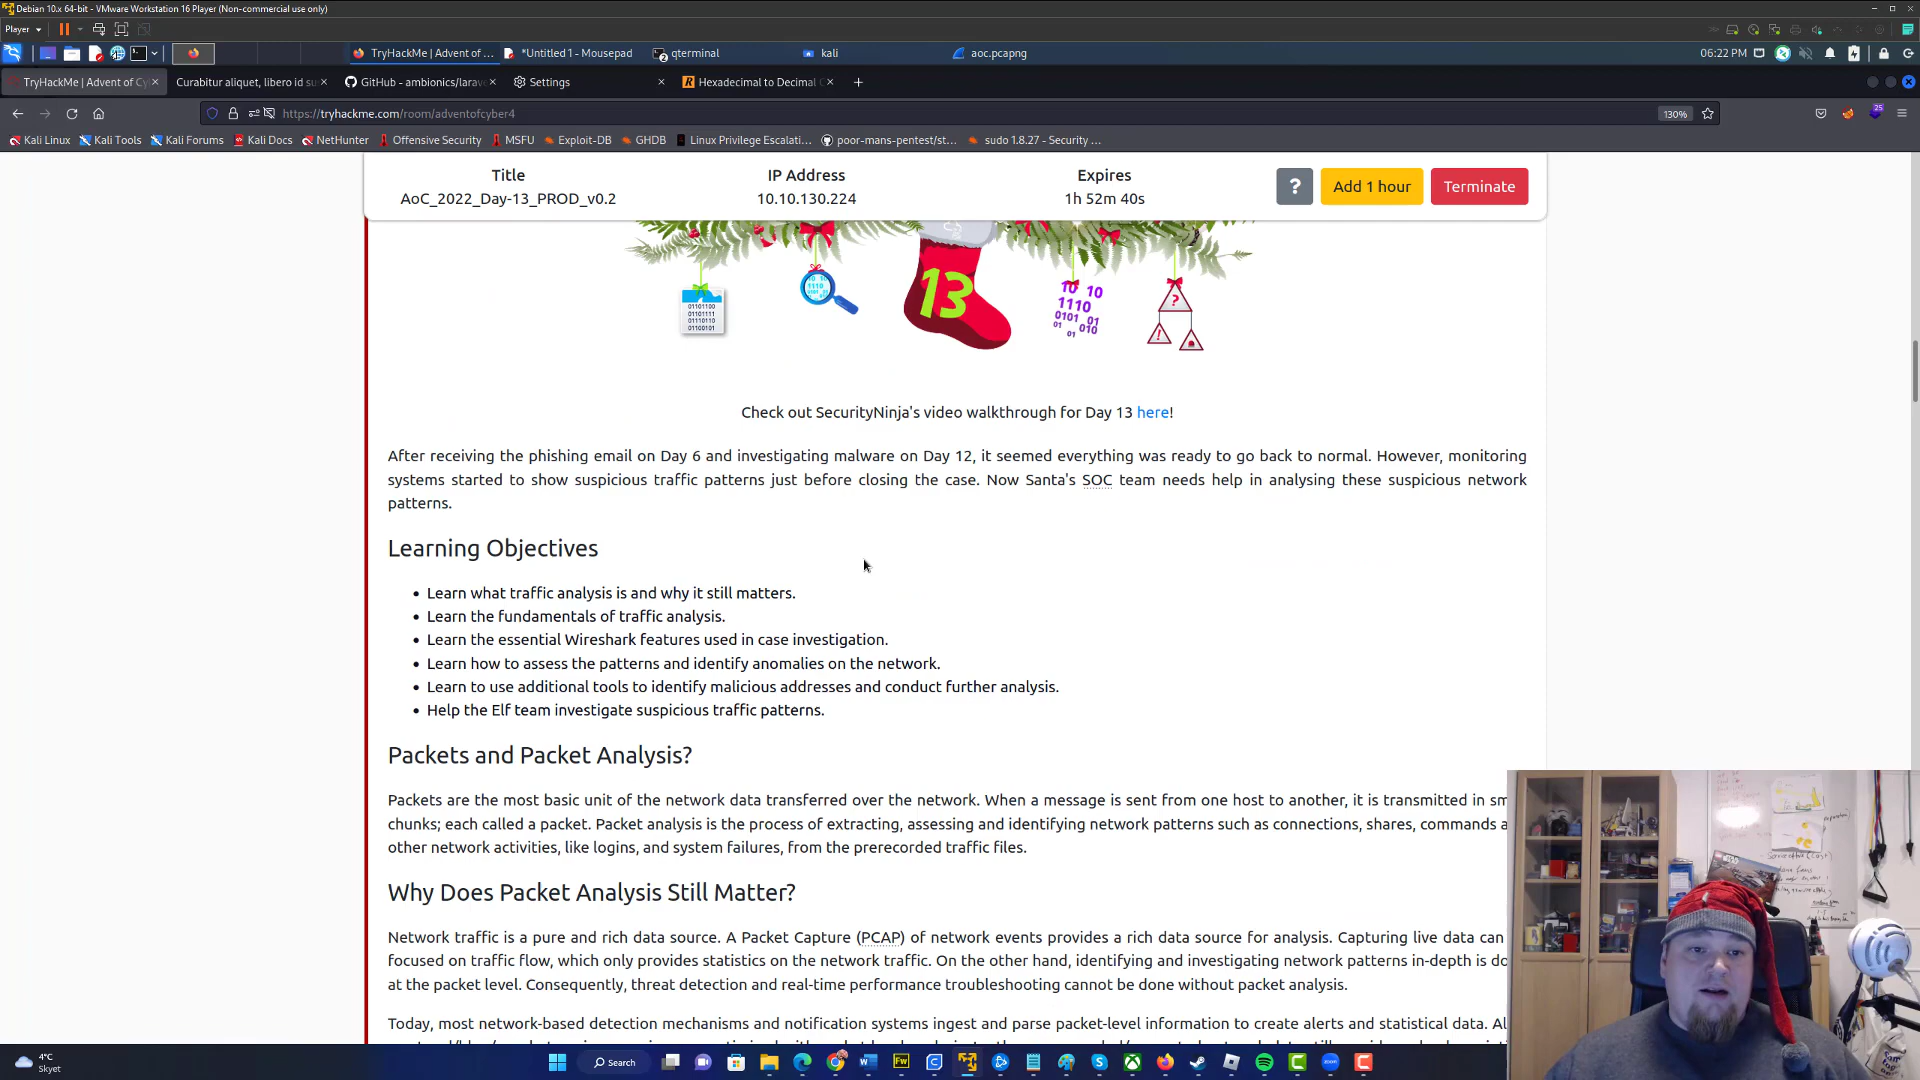 Debian 10.x 64-bit - VMware Workstation 16 Player (Non-commercial use only)
Player
TryHackMe | Advent of ...
*Untitled 1 - Mousepad
qterminal
kali
aoc.pcapng
06:22 PM
TryHackMe | Advent of Cy
Curabitur aliquet, libero id su
GitHub - ambionics/larav
Settings
Hexadecimal to Decimal C
https://tryhackme.com/room/adventofcyber4
130%
25
Kali Linux
Kali Tools
Kali Forums
Kali Docs
NetHunter
Offensive Security
MSFU
Exploit-DB
GHDB
Linux Privilege Escalati...
poor-mans-pentest/st...
sudo 1.8.27 - Security ...
Title
IP Address
Expires
AoC_2022_Day-13_PROD_v0.2
10.10.130.224
1h 52m 40s
?
Add 1 hour
Terminate
01101100
01101111
01110110
01100101
13
10 10
1110
0101 01
01 010
01
?
!
Check out SecurityNinja's video walkthrough for Day 13 here!
After receiving the phishing email on Day 6 and investigating malware on Day 12, it seemed everything was ready to go back to normal. However, monitoring
systems started to show suspicious traffic patterns just before closing the case. Now Santa's SOC team needs help in analysing these suspicious network
patterns.
Learning Objectives
• Learn what traffic analysis is and why it still matters.
• Learn the fundamentals of traffic analysis.
• Learn the essential Wireshark features used in case investigation.
• Learn how to assess the patterns and identify anomalies on the network.
• Learn to use additional tools to identify malicious addresses and conduct further analysis.
• Help the Elf team investigate suspicious traffic patterns.
Packets and Packet Analysis?
Packets are the most basic unit of the network data transferred over the network. When a message is sent from one host to another, it is transmitted in sm
chunks; each called a packet. Packet analysis is the process of extracting, assessing and identifying network patterns such as connections, shares, commands a
other network activities, like logins, and system failures, from the prerecorded traffic files.
Why Does Packet Analysis Still Matter?
Network traffic is a pure and rich data source. A Packet Capture (PCAP) of network events provides a rich data source for analysis. Capturing live data can
focused on traffic flow, which only provides statistics on the network traffic. On the other hand, identifying and investigating network patterns in-depth is do
at the packet level. Consequently, threat detection and real-time performance troubleshooting cannot be done without packet analysis.
Today, most network-based detection mechanisms and notification systems ingest and parse packet-level information to create alerts and statistical data. Al
4°C
Skyet
Search